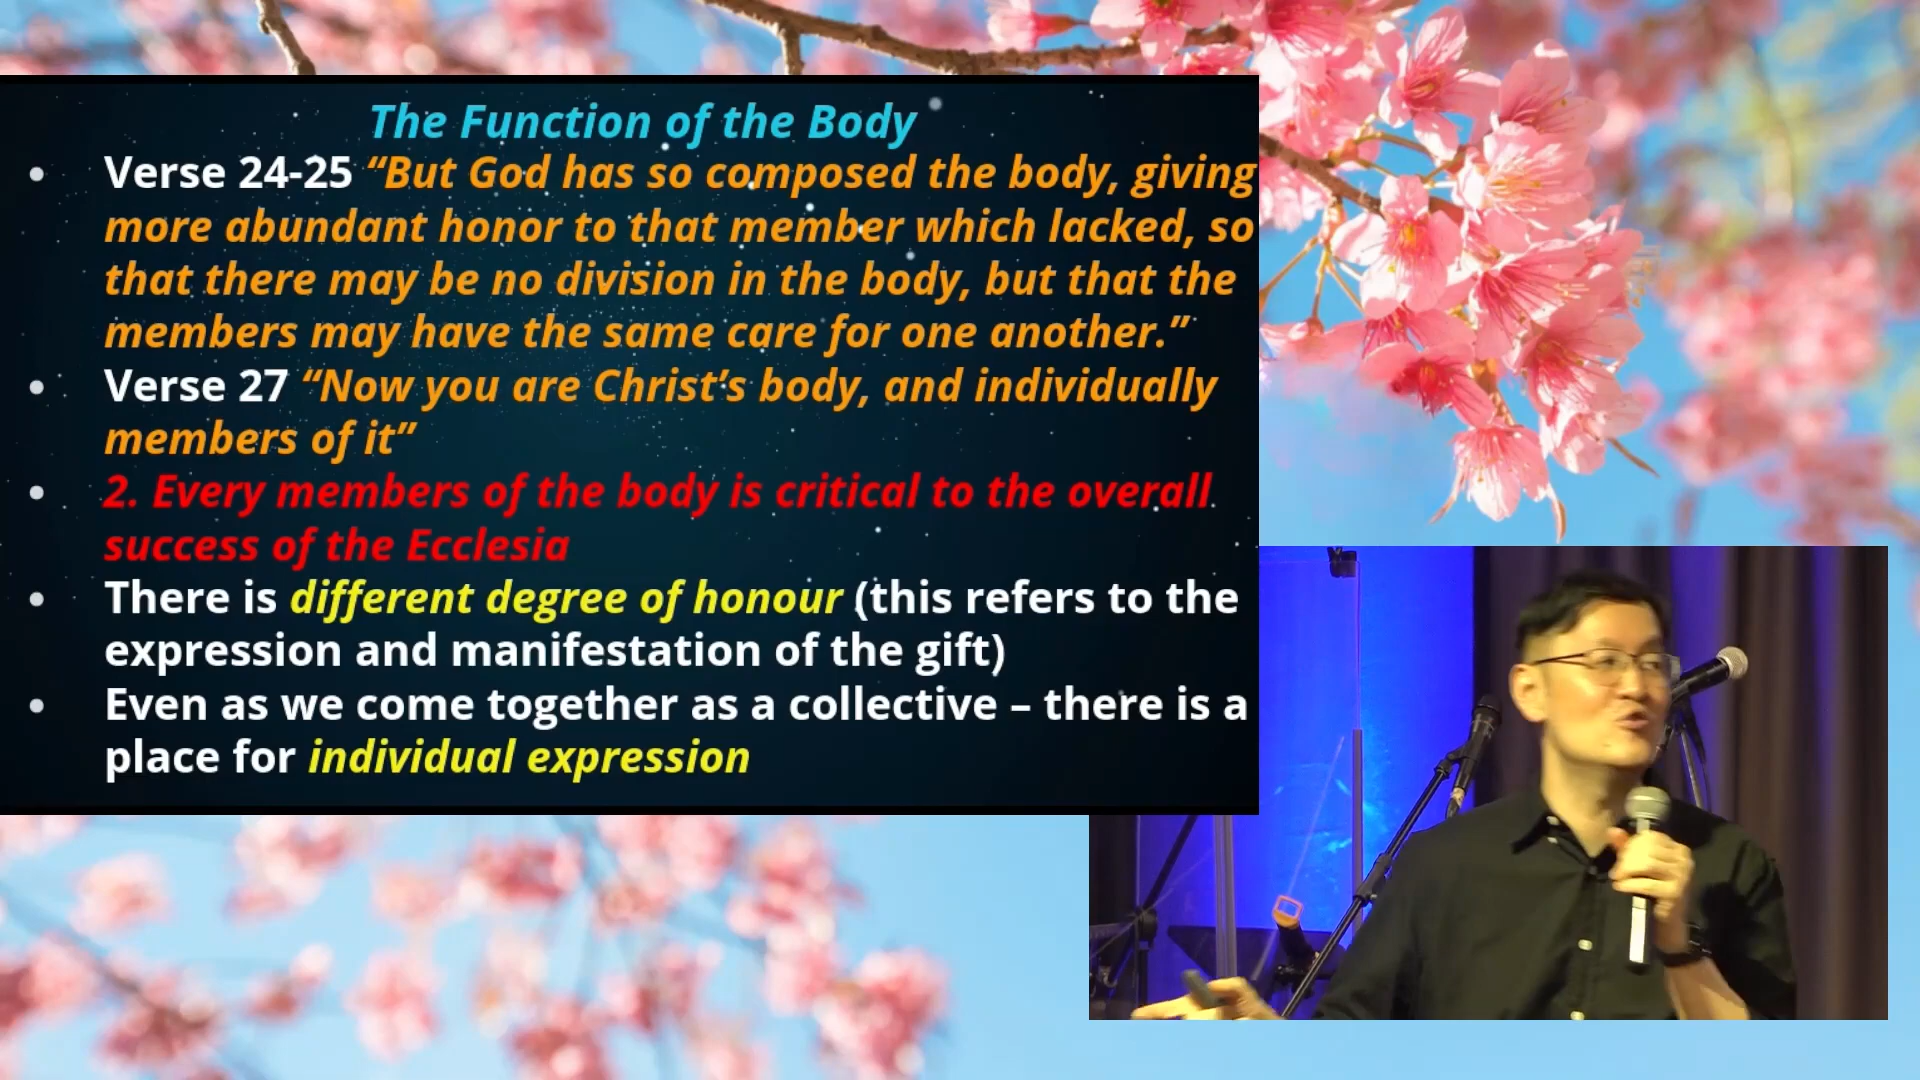 The Function of the Body
• Verse 24-25 “But God has so composed the body, giving
more abundant honor to that member which lacked, so
that there may be no division in the body, but that the
members may have the same care for one another.”
• Verse 27 “Now you are Christ’s body, and individually
members of it”
• 2. Every members of the body is critical to the overall
success of the Ecclesia
• There is different degree of honour (this refers to the
expression and manifestation of the gift)
• Even as we come together as a collective – there is a
place for individual expression